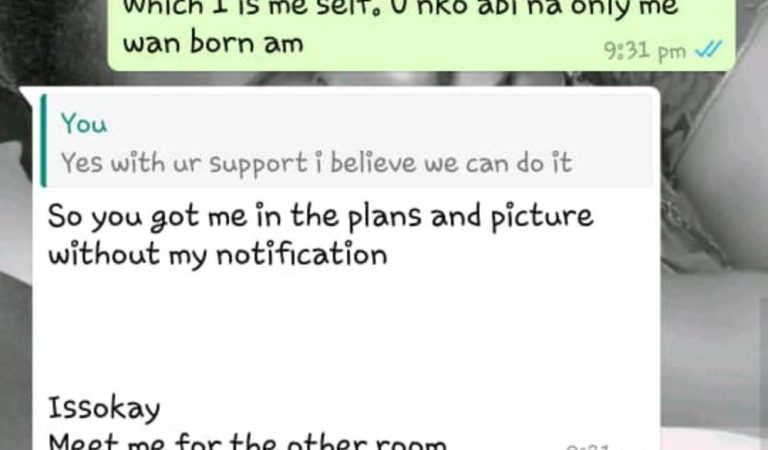 which I is me self. U nko abi na only me
wan born am
9:31 pm
You
Yes with ur support i believe we can do it
So you got me in the plans and picture
without my notification
Issokay
Meet me for the other room